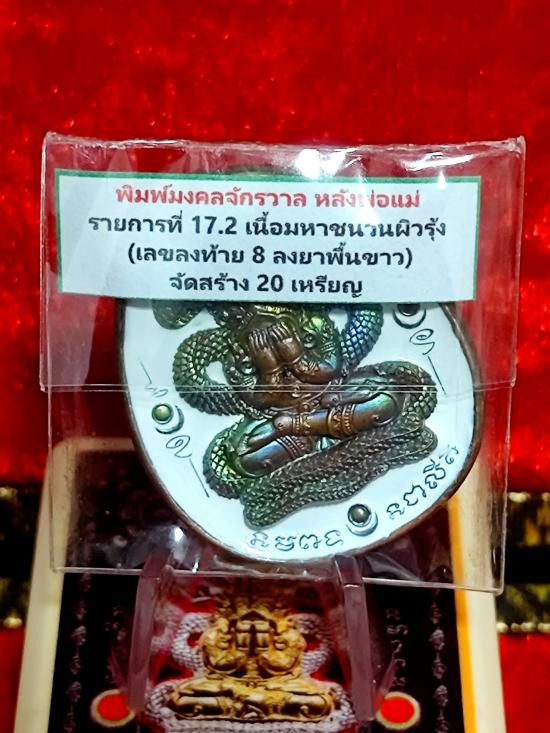 พิมพ์มงคลจักรวาล หลังพ่อแม่
รายการที่ 17.2 เนื้อมหาชนวนผิวรุ้ง
(เลขลงท้าย 8 ลงยาพื้นขาว)
จัดสร้าง 20 เหรียญ